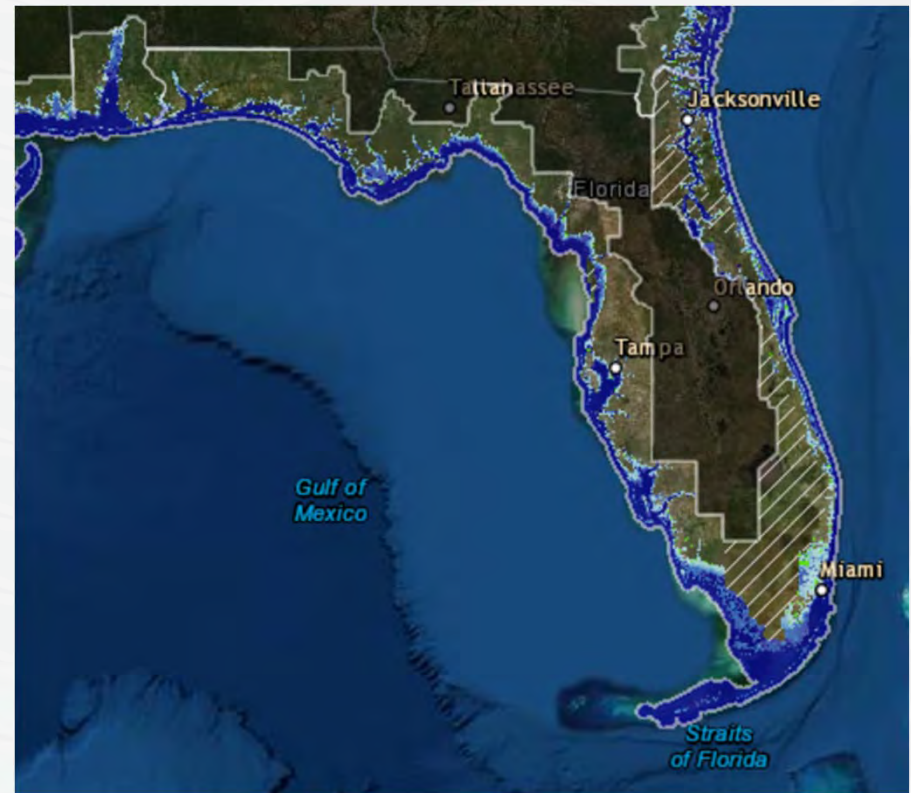 Tallahassee
Jacksonville
Florida
Orlando
Tampa
Gulf of
Mexico
Miami
Straits
of Florida